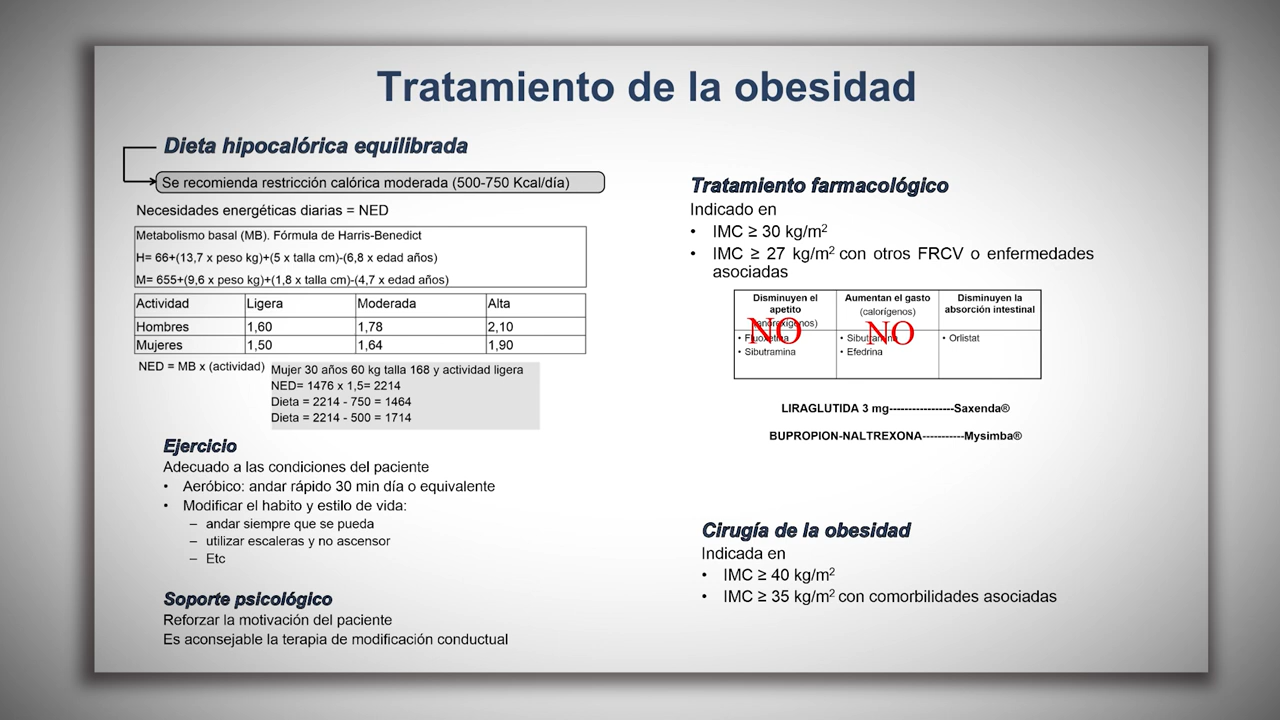 Tratamiento de la obesidad
Dieta hipocalórica equilibrada
Se recomienda restricción calórica moderada (500-750 Kcal/día)
Necesidades energéticas diarias = NED
Metabolismo basal (MB). Fórmula de Harris-Benedict
H= 66+(13,7 x peso kg)+(5 x talla cm)-(6,8 x edad años)
M= 655+(9,6 x peso kg)+(1,8 x talla cm)-(4,7 x edad años)
Actividad Ligera Moderada Alta
Hombres 1,60 1,78 2,10
Mujeres 1,50 1,64 1,90
NED = MB x (actividad)
Mujer 30 años 60 kg talla 168 y actividad ligera
NED= 1476 x 1,5= 2214
Dieta = 2214 - 750 = 1464
Dieta = 2214 - 500 = 1714
Ejercicio
Adecuado a las condiciones del paciente
• Aeróbico: andar rápido 30 min día o equivalente
• Modificar el habito y estilo de vida:
– andar siempre que se pueda
– utilizar escaleras y no ascensor
– Etc
Soporte psicológico
Reforzar la motivación del paciente
Es aconsejable la terapia de modificación conductual
Tratamiento farmacológico
Indicado en
• IMC ≥ 30 kg/m²
• IMC ≥ 27 kg/m² con otros FRCV o enfermedades
asociadas
Disminuyen el Aumentan el gasto Disminuyen la
apetito (calorígenos) absorción intestinal
(anorexígenos)
NO NO
• Fluoxetina • Sibutramina • Orlistat
• Sibutramina • Efedrina
LIRAGLUTIDA 3 mg-----------------Saxenda®
BUPROPION-NALTREXONA-----------Mysimba®
Cirugía de la obesidad
Indicada en
• IMC ≥ 40 kg/m²
• IMC ≥ 35 kg/m² con comorbilidades asociadas